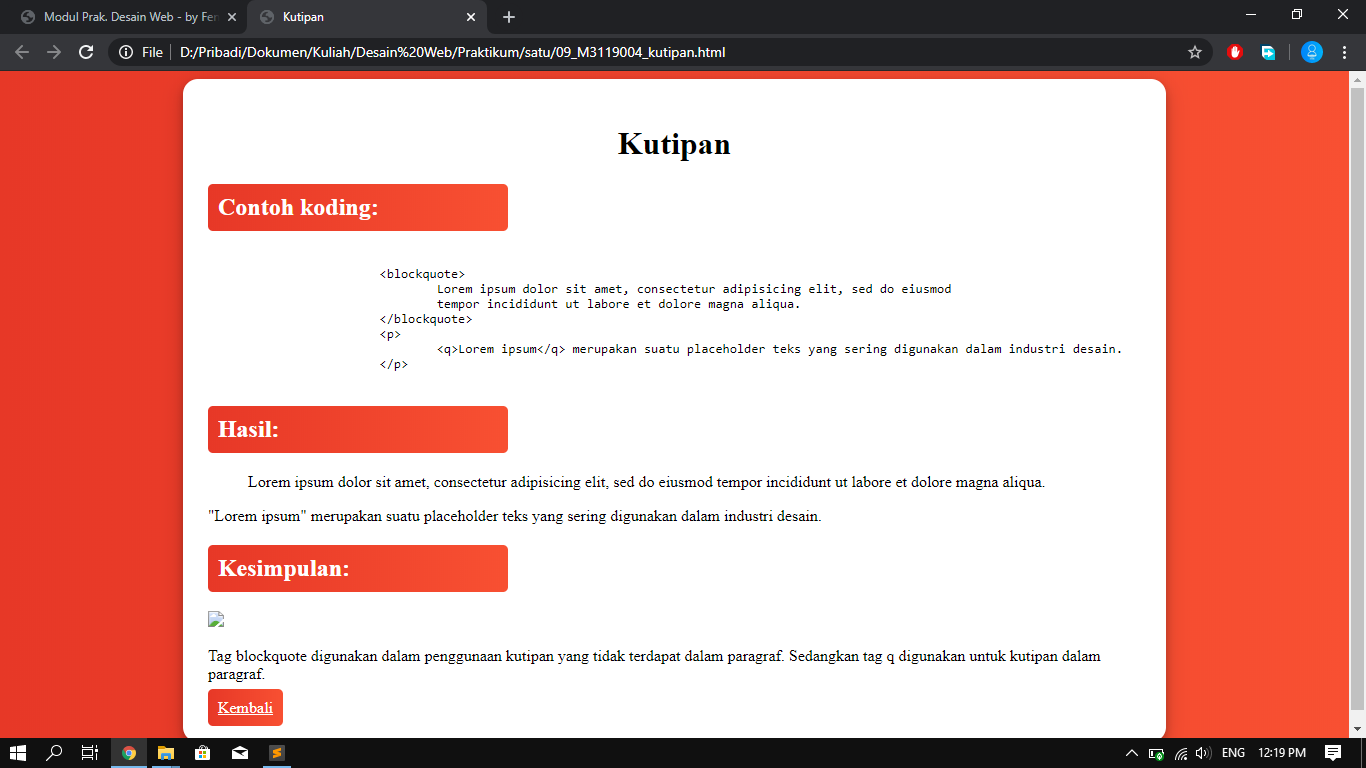 Modul Prak. Desain Web - by Fer
Kutipan
File
D:/Pribadi/Dokumen/Kuliah/Desain%20Web/Praktikum/satu/09_M3119004_kutipan.html
Kutipan
Contoh koding:
<blockquote>
Lorem ipsum dolor sit amet, consectetur adipisicing elit, sed do eiusmod
tempor incididunt ut labore et dolore magna aliqua.
</blockquote>
<p>
<q>Lorem ipsum</q> merupakan suatu placeholder teks yang sering digunakan dalam industri desain.
</p>
Hasil:
Lorem ipsum dolor sit amet, consectetur adipisicing elit, sed do eiusmod tempor incididunt ut labore et dolore magna aliqua.
"Lorem ipsum" merupakan suatu placeholder teks yang sering digunakan dalam industri desain.
Kesimpulan:
Tag blockquote digunakan dalam penggunaan kutipan yang tidak terdapat dalam paragraf. Sedangkan tag q digunakan untuk kutipan dalam
paragraf.
Kembali
ENG
12:19 PM